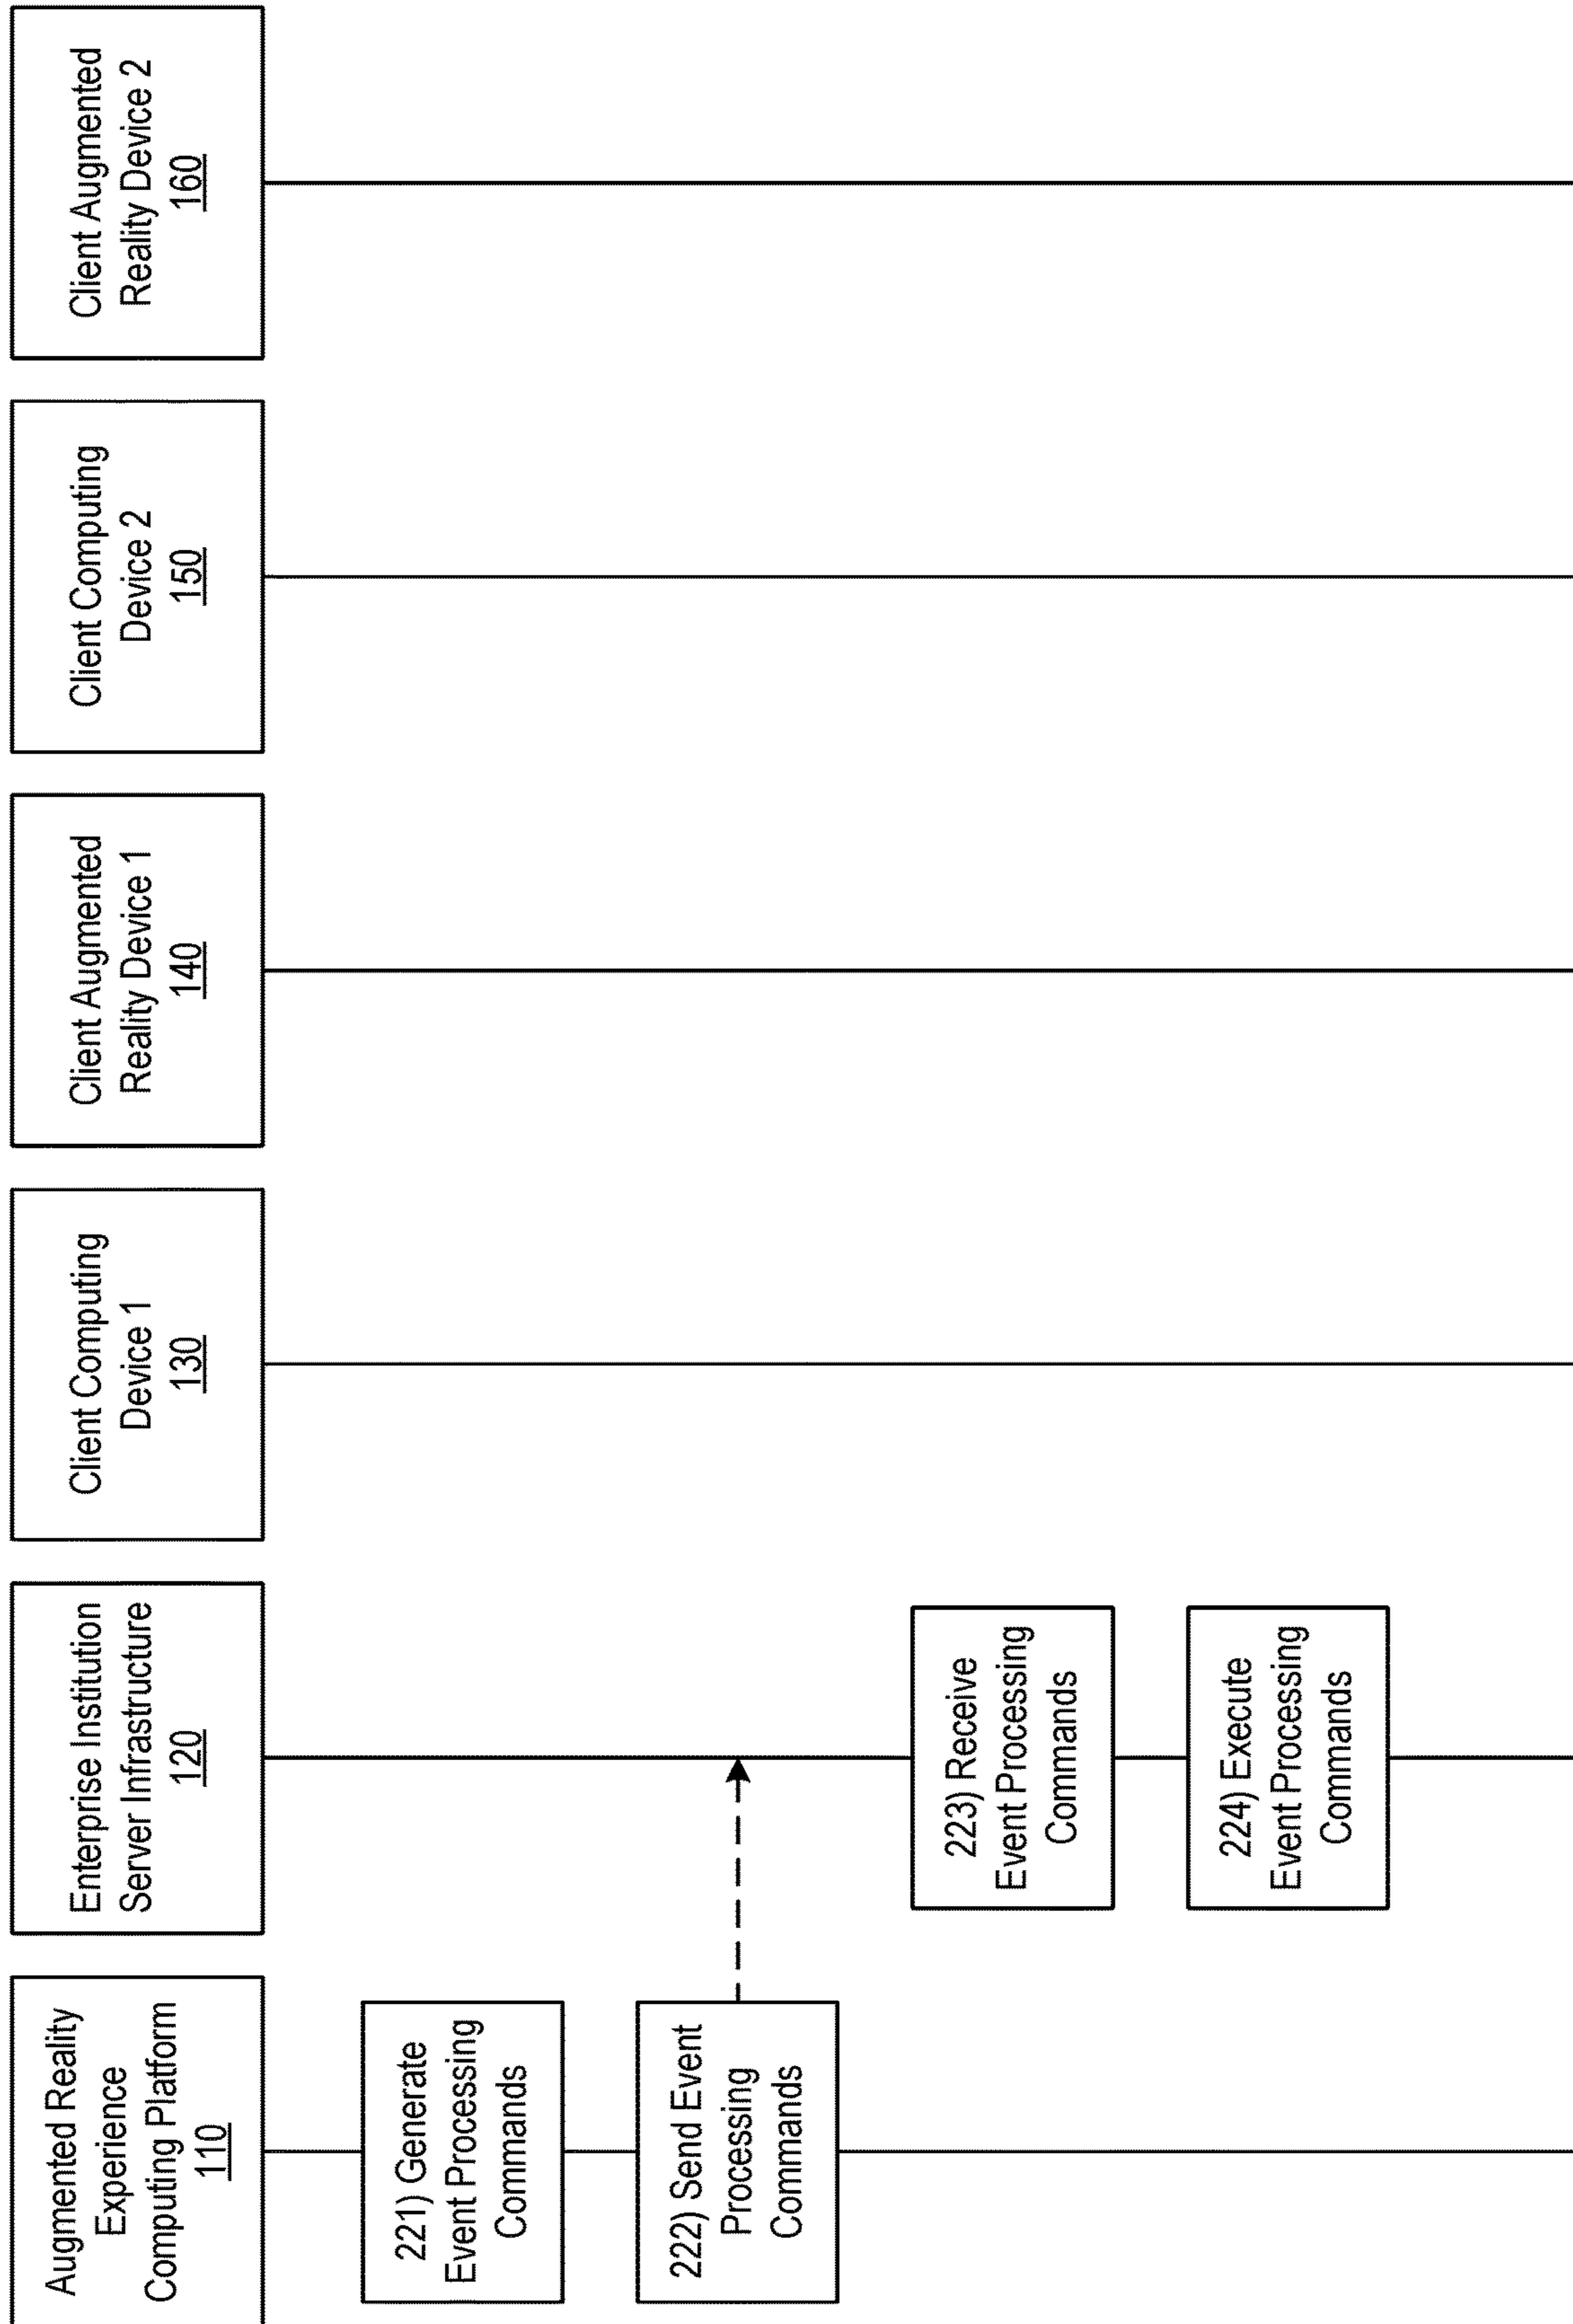 Augmented Reality
Experience
Computing Platform
110
Enterprise Institution
Server Infrastructure
120
Client Computing
Device 1
130
Client Augmented
Reality Device 1
140
Client Computing
Device 2
150
Client Augmented
Reality Device 2
160
221) Generate
Event Processing
Commands
222) Send Event
Processing
Commands
223) Receive
Event Processing
Commands
224) Execute
Event Processing
Commands